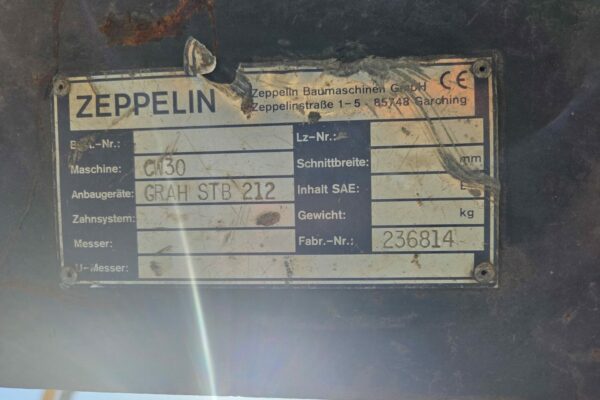 ZEPPELIN
Zeppelin Baumaschinen GmbH
Zeppelinstraße 1-5 · 85748 Garching
CE
Lz-Nr.:
Maschine: CW30
Schnittbreite: mm
Anbaugeräte: GRAH STB 212
Inhalt SAE:
Zahnsystem:
Gewicht: kg
Messer:
Fabr.-Nr.: 236814
U-Messer: